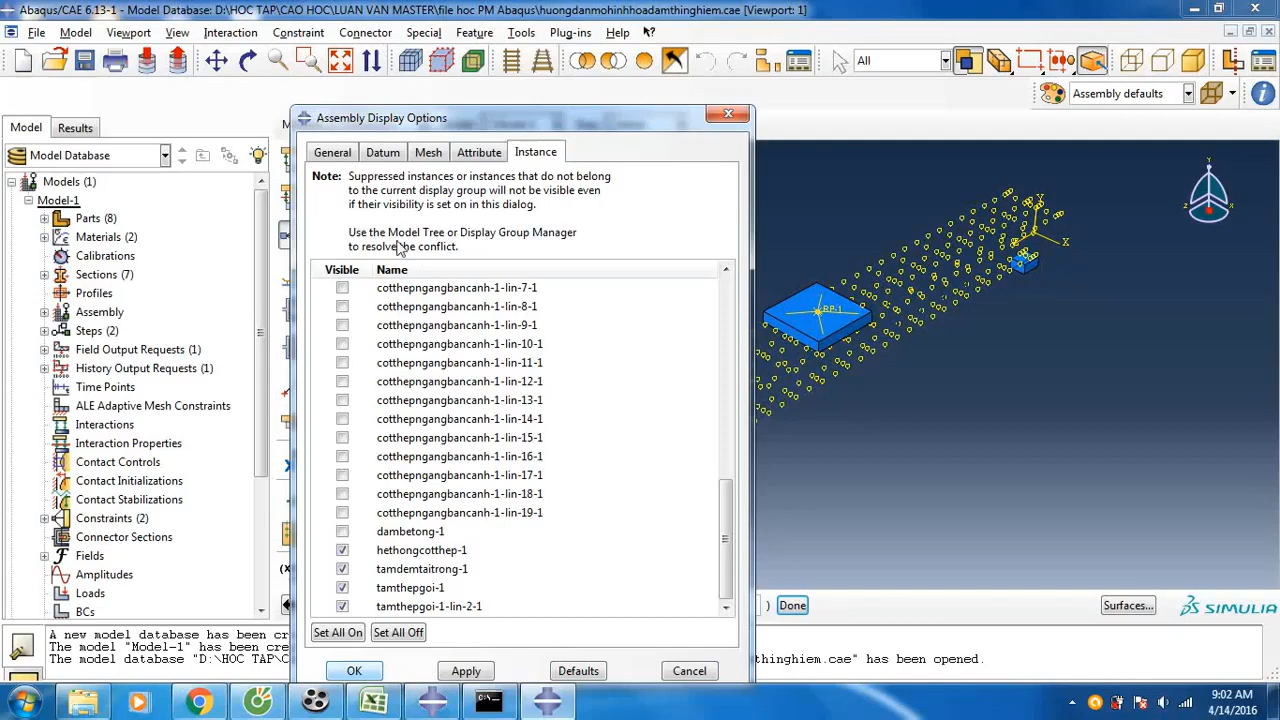 Abaqus/CAE 6.13-1 - Model Database: D:\HOC TAP\CAO HOC\LUAN VAN MASTER\file hoc PM Abaqus\huongdanmohinhhoadamthinghiem.cae [Viewport: 1]
File Model Viewport View Interaction Constraint Connector Special Feature Tools Plug-ins Help
All
Assembly defaults
Model Results
Model Database
Models (1)
Model-1
Parts (8)
Materials (2)
Calibrations
Sections (7)
Profiles
Assembly
Steps (2)
Field Output Requests (1)
History Output Requests (1)
Time Points
ALE Adaptive Mesh Constraints
Interactions
Interaction Properties
Contact Controls
Contact Initializations
Contact Stabilizations
Constraints (2)
Connector Sections
Fields
Amplitudes
Loads
BCs
Assembly Display Options
General Datum Mesh Attribute Instance
Note: Suppressed instances or instances that do not belong
to the current display group will not be visible even
if their visibility is set on in this dialog.
Use the Model Tree or Display Group Manager
to resolve the conflict.
Visible Name
cotthepngangbancanh-1-lin-7-1
cotthepngangbancanh-1-lin-8-1
cotthepngangbancanh-1-lin-9-1
cotthepngangbancanh-1-lin-10-1
cotthepngangbancanh-1-lin-11-1
cotthepngangbancanh-1-lin-12-1
cotthepngangbancanh-1-lin-13-1
cotthepngangbancanh-1-lin-14-1
cotthepngangbancanh-1-lin-15-1
cotthepngangbancanh-1-lin-16-1
cotthepngangbancanh-1-lin-17-1
cotthepngangbancanh-1-lin-18-1
cotthepngangbancanh-1-lin-19-1
dambetong-1
hethongcotthep-1
tamdemtaitrong-1
tamthepgoi-1
tamthepgoi-1-lin-2-1
Set All On Set All Off
OK Apply Defaults Cancel
Y
Z X
Y
X
RP-1
) Done Surfaces...
SIMULIA
A new model database has been cre
The model "Model-1" has been crea
The model database "D:\HOC TAP\CA thinghiem.cae" has been opened.
9:02 AM
4/14/2016